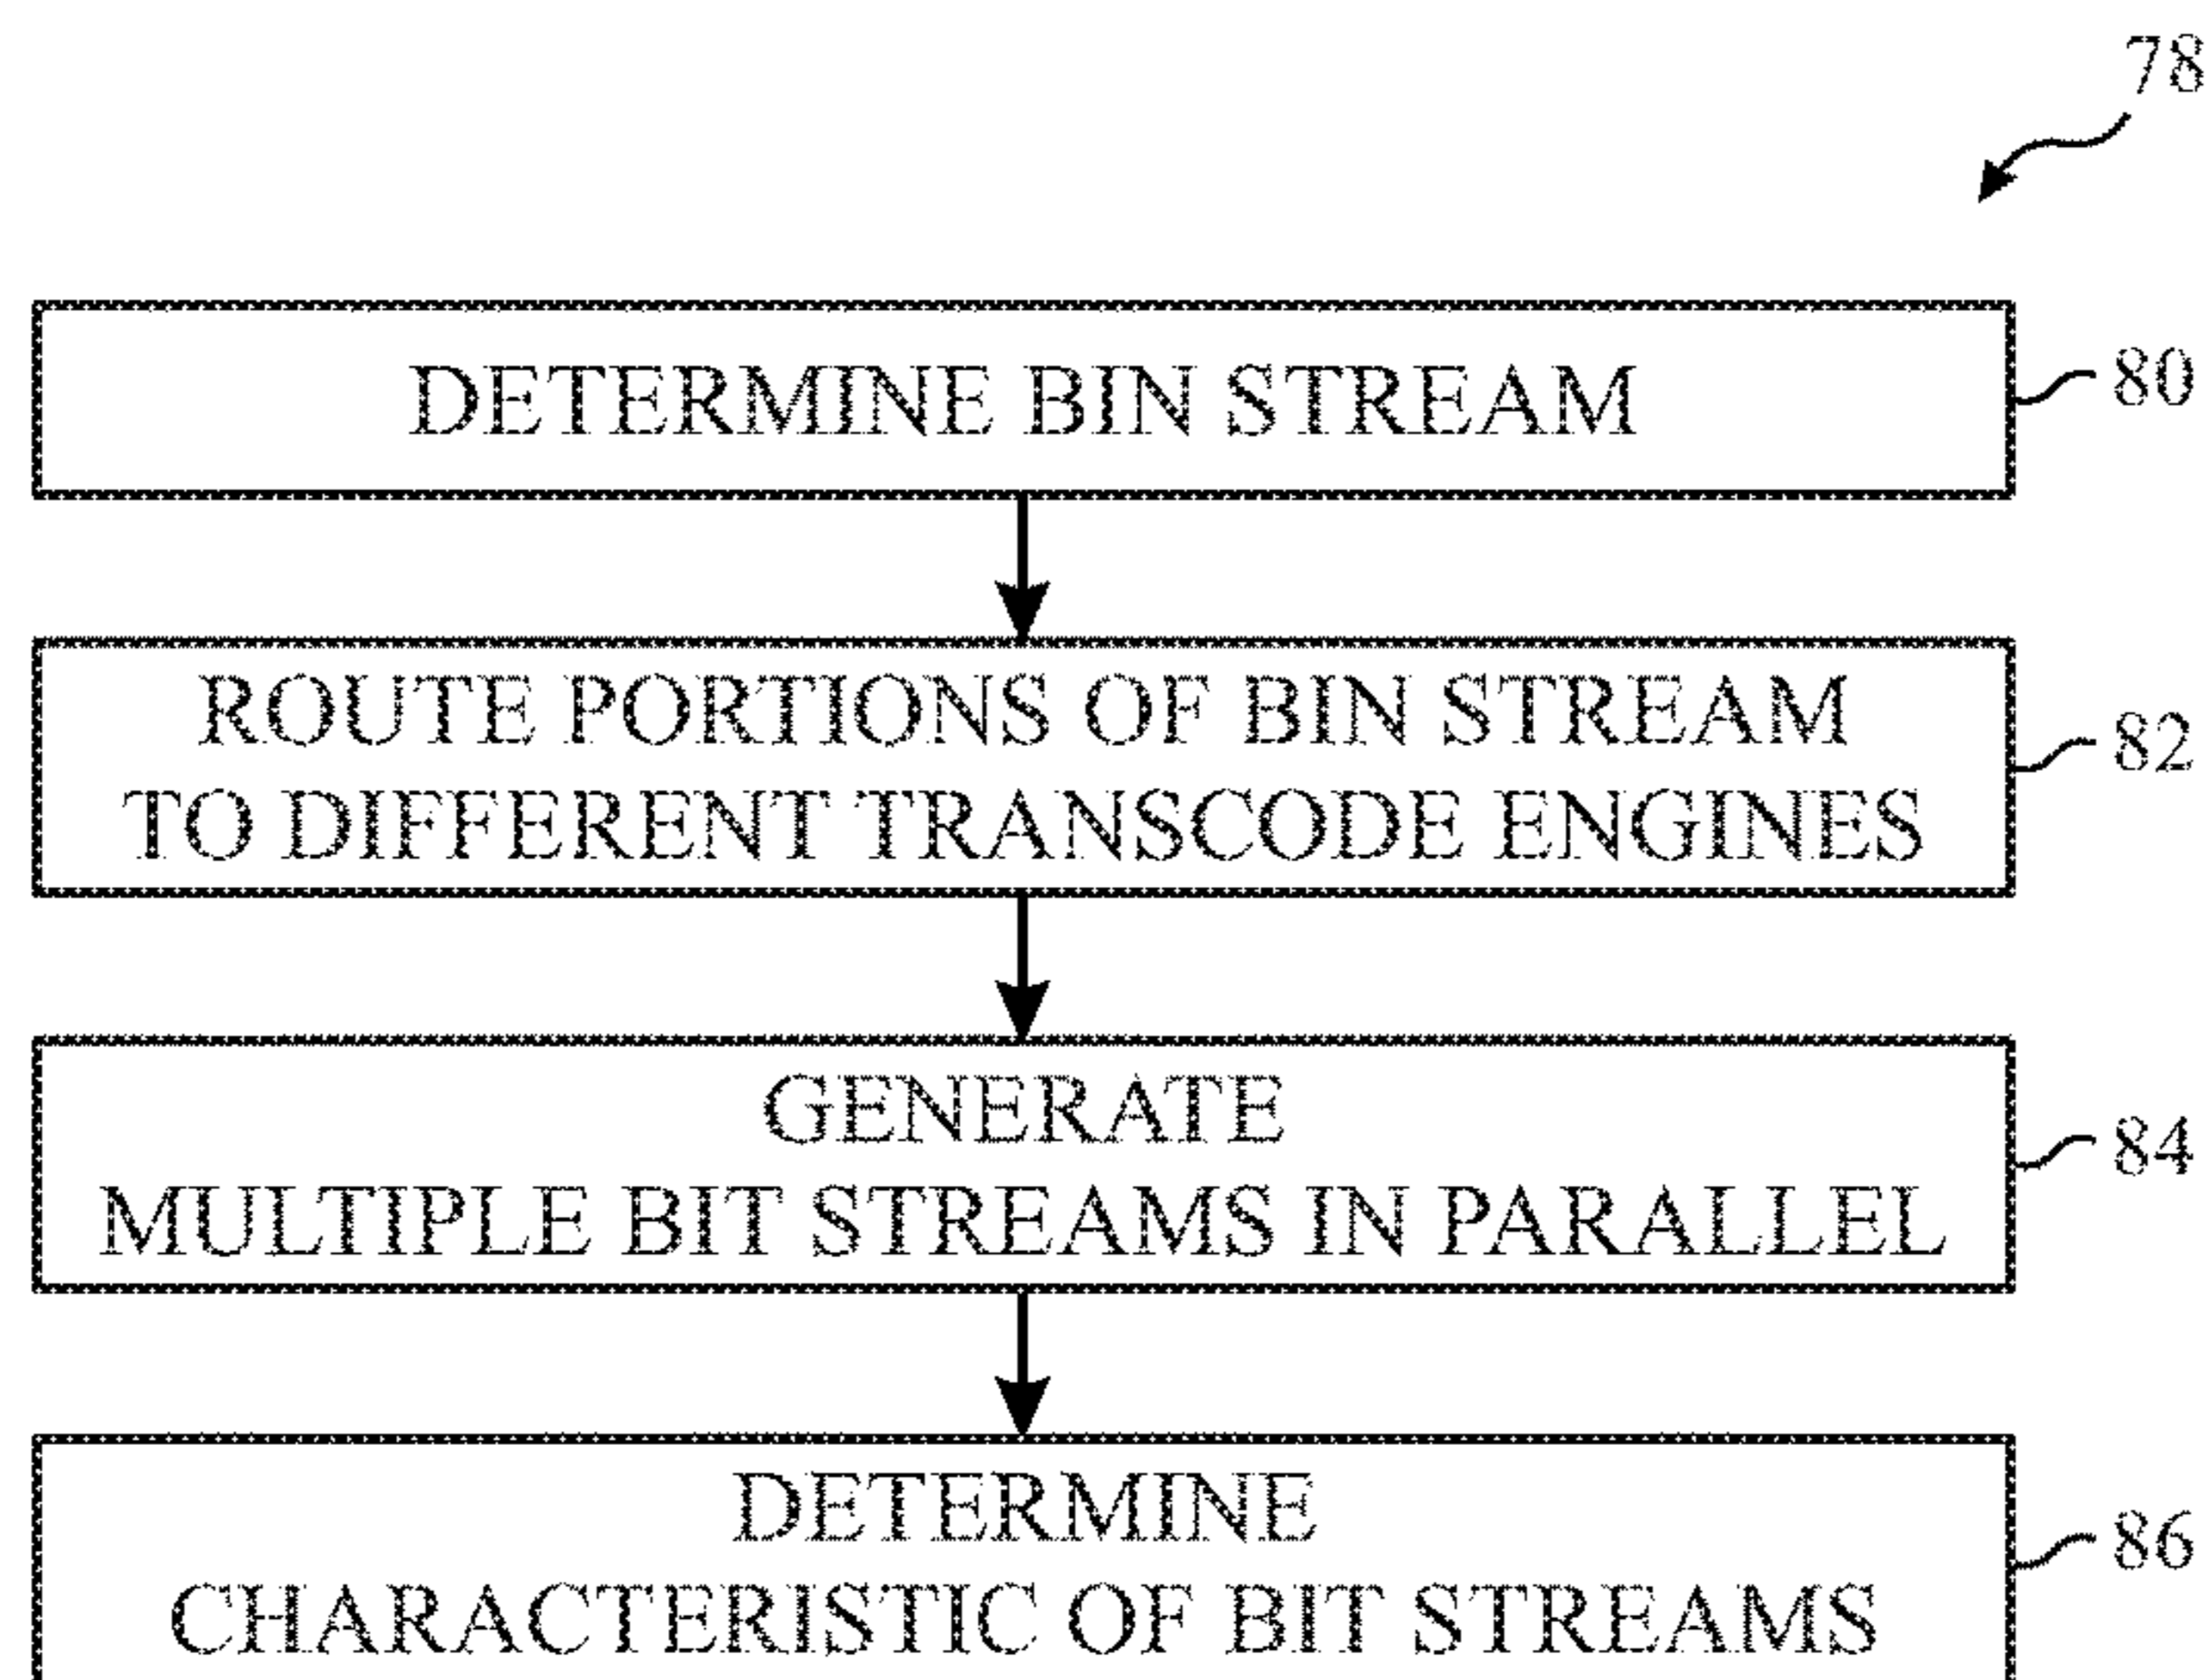 78
DETERMINE BIN STREAM
80
ROUTE PORTIONS OF BIN STREAM
TO DIFFERENT TRANSCODE ENGINES
82
GENERATE
MULTIPLE BIT STREAMS IN PARALLEL
84
DETERMINE
CHARACTERISTIC OF BIT STREAMS
86